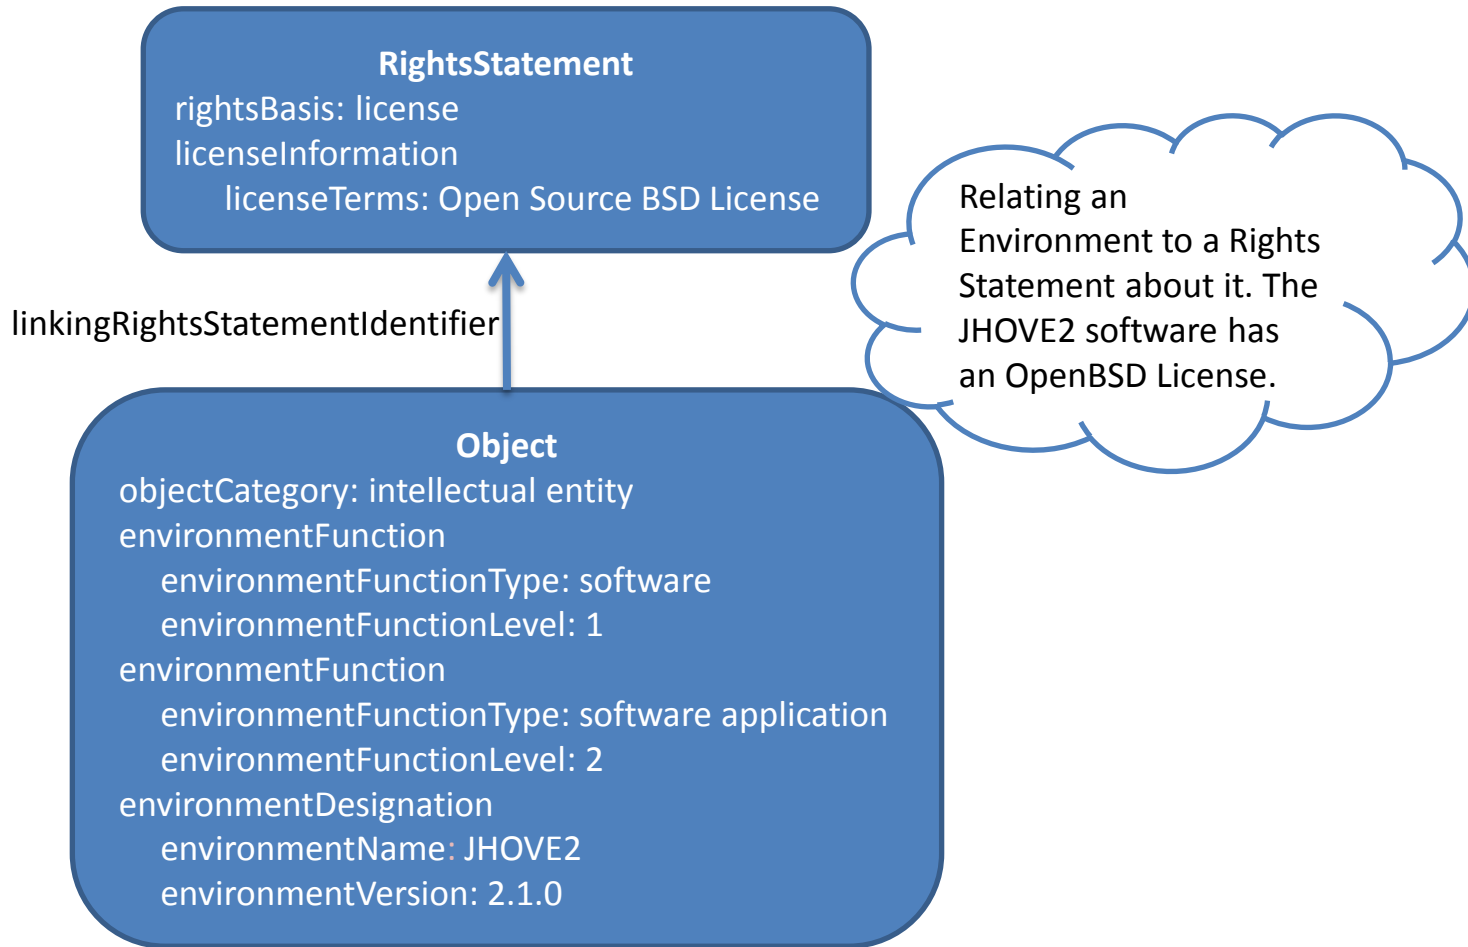 RightsStatement
rightsBasis: license
licenseInformation
licenseTerms: Open Source BSD License
Relating an
Environment to a Rights
Statement about it. The
JHOVE2 software has
an OpenBSD License.
linkingRightsStatementIdentifier
Object
objectCategory: intellectual entity
environmentFunction
environmentFunctionType: software
environmentFunctionLevel: 1
environmentFunction
environmentFunctionType: software application
environmentFunctionLevel: 2
environmentDesignation
environmentName: JHOVE2
environmentVersion: 2.1.0